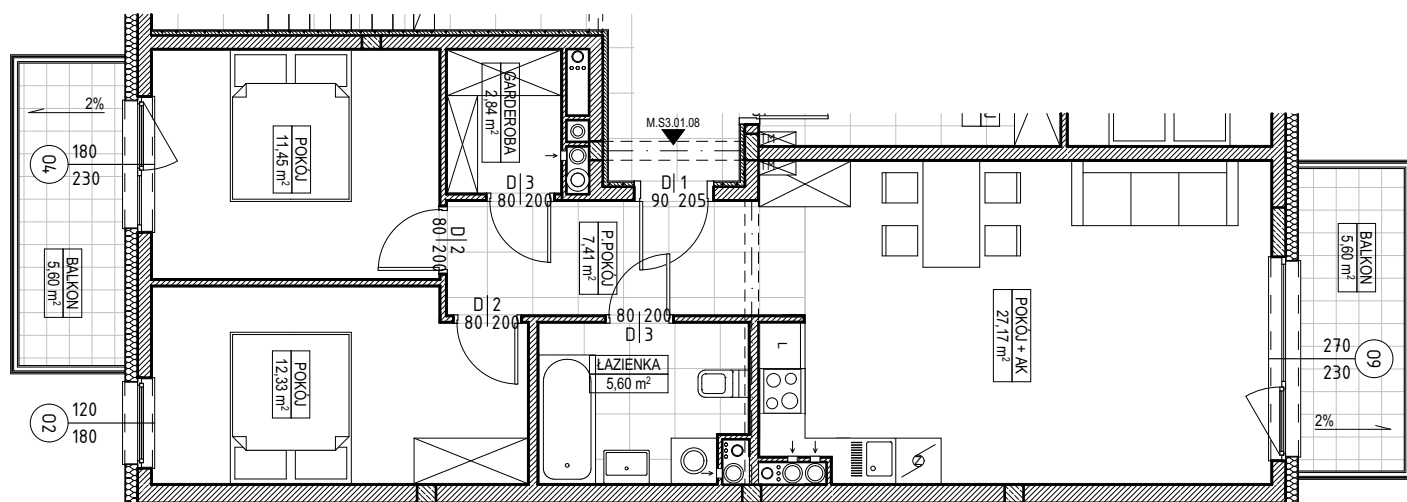 2%
04
180
230
BALKON
5,60 m²
02
120
180
POKÓJ
11,45 m²
GARDEROBA
2,84 m²
M.S3.01.08
D 3
80 200
D 1
90 205
D 2
80 200
P.POKÓJ
7,41 m²
D 2
80 200
80 200
D 3
POKÓJ
12,33 m²
ŁAZIENKA
5,60 m²
L
Z
POKÓJ + AK
27,17 m²
BALKON
5,60 m²
270
230
09
2%